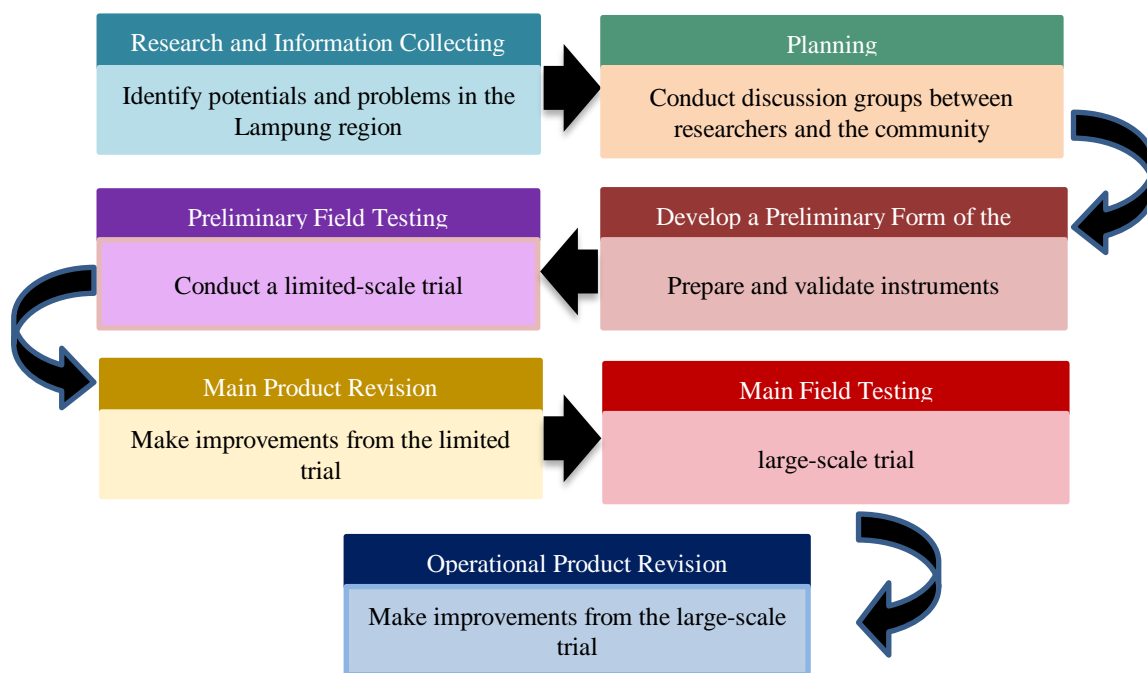 Research and Information Collecting
Identify potentials and problems in the
Lampung region
Planning
Conduct discussion groups between
researchers and the community
Develop a Preliminary Form of the
Prepare and validate instruments
Preliminary Field Testing
Conduct a limited-scale trial
Main Product Revision
Make improvements from the limited
trial
Main Field Testing
large-scale trial
Operational Product Revision
Make improvements from the large-scale
trial